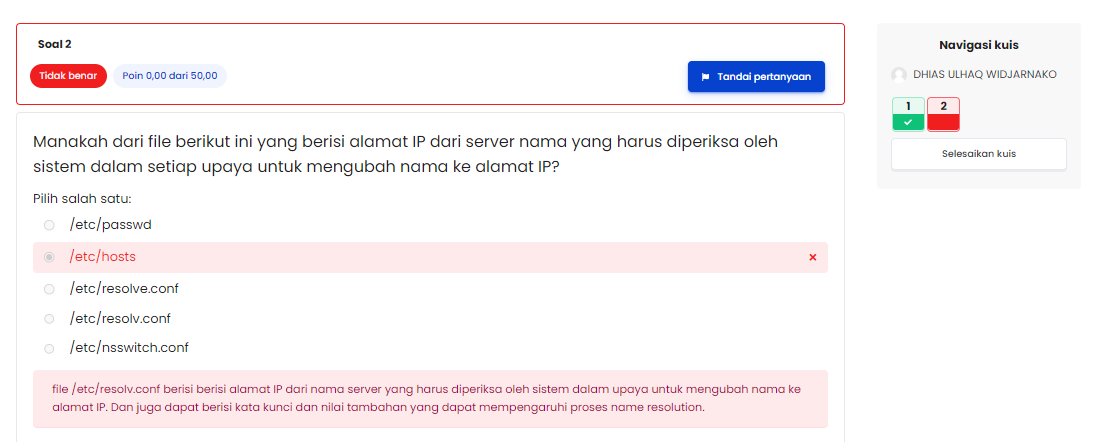 Soal 2
Tidak benar
Poin 0,00 dari 50,00
Tandai pertanyaan
Manakah dari file berikut ini yang berisi alamat IP dari server nama yang harus diperiksa oleh
sistem dalam setiap upaya untuk mengubah nama ke alamat IP?
Pilih salah satu:
/etc/passwd
/etc/hosts
/etc/resolve.conf
/etc/resolv.conf
/etc/nsswitch.conf
file /etc/resolv.conf berisi berisi alamat IP dari nama server yang harus diperiksa oleh sistem dalam upaya untuk mengubah nama ke
alamat IP. Dan juga dapat berisi kata kunci dan nilai tambahan yang dapat mempengaruhi proses name resolution.
Navigasi kuis
DHIAS ULHAQ WIDJARNAKO
1 2
Selesaikan kuis